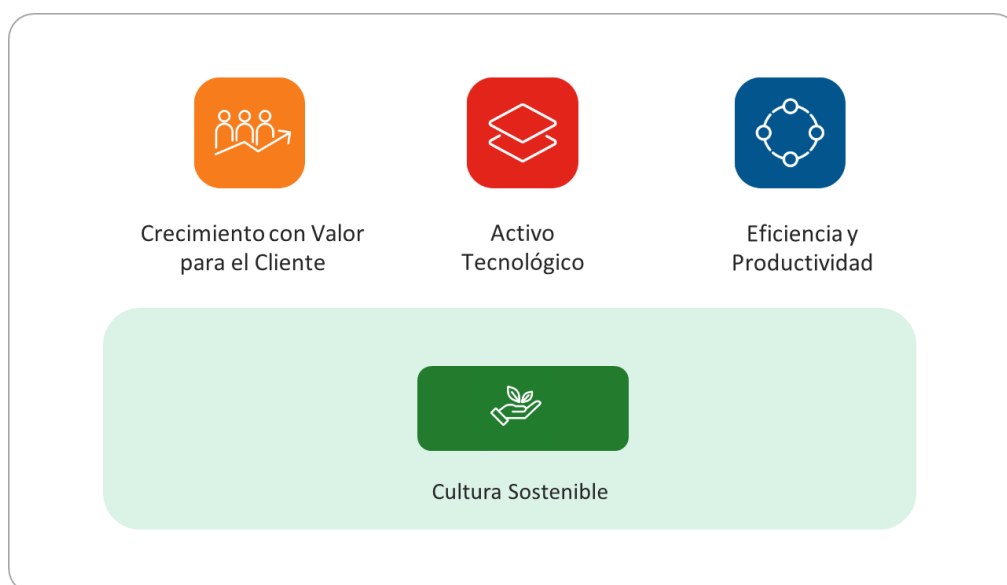 Crecimiento con Valor
para el Cliente
Activo
Tecnológico
Eficiencia y
Productividad
Cultura Sostenible